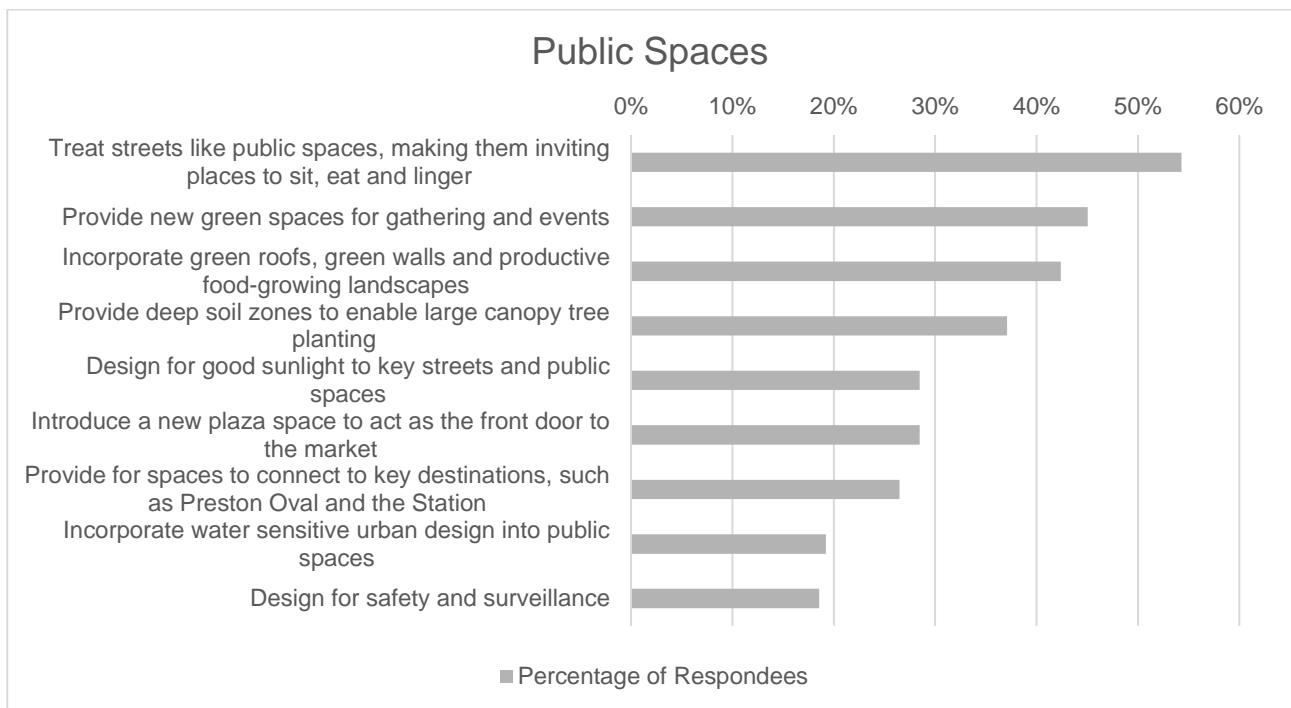 Public Spaces
0% 10% 20% 30% 40% 50% 60%
Treat streets like public spaces, making them inviting
places to sit, eat and linger
Provide new green spaces for gathering and events
Incorporate green roofs, green walls and productive
food-growing landscapes
Provide deep soil zones to enable large canopy tree
planting
Design for good sunlight to key streets and public
spaces
Introduce a new plaza space to act as the front door to
the market
Provide for spaces to connect to key destinations, such
as Preston Oval and the Station
Incorporate water sensitive urban design into public
spaces
Design for safety and surveillance
Percentage of Respondees